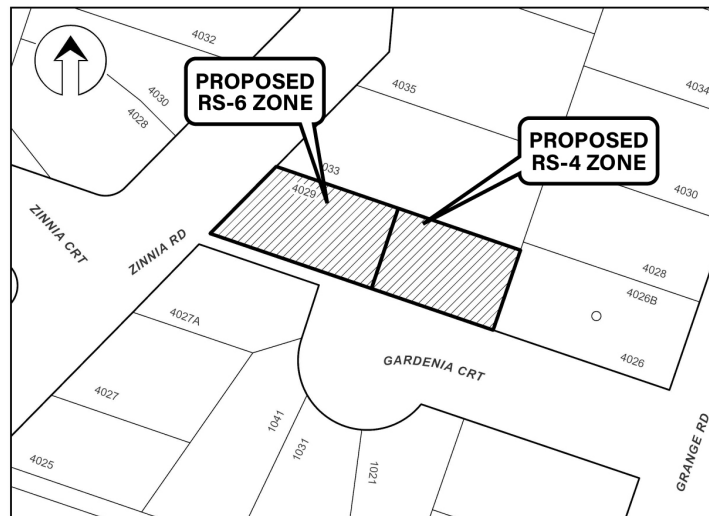 4032
PROPOSED
RS-6 ZONE
4030
4028
4035
4034
PROPOSED
RS-4 ZONE
4030
033
4029
ZINNIA CRT
ZINNIA RD
4028
4026B
4026
4027A
GARDENIA CRT
4027
1041
1031
1021
4025
GRANGE RD